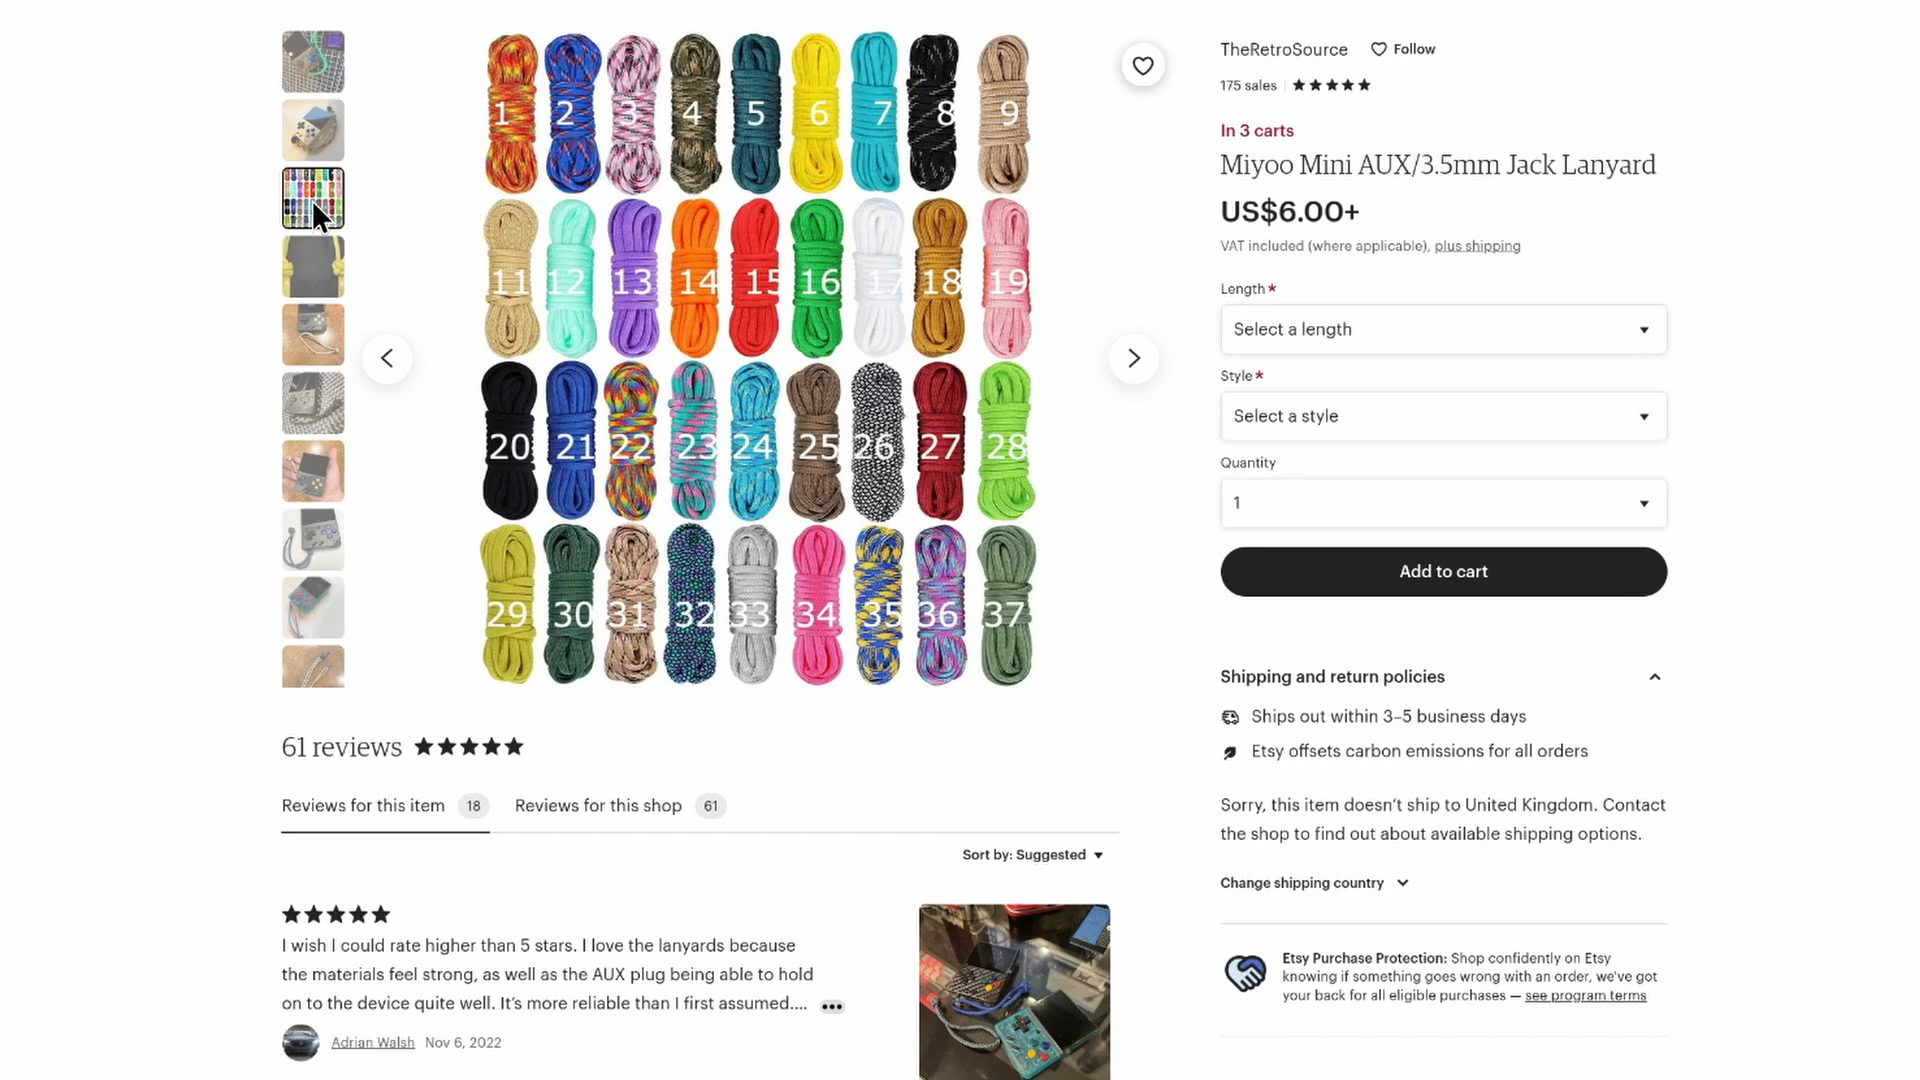 1 2 3 4 5 6 7 8 9
11 12 13 14 15 16 17 18 19
20 21 22 23 24 25 26 27 28
29 30 31 32 33 34 35 36 37
TheRetroSource Follow
175 sales
In 3 carts
Miyoo Mini AUX/3.5mm Jack Lanyard
US$6.00+
VAT included (where applicable), plus shipping
Length *
Select a length
Style *
Select a style
Quantity
1
Add to cart
Shipping and return policies
Ships out within 3–5 business days
Etsy offsets carbon emissions for all orders
Sorry, this item doesn't ship to United Kingdom. Contact
the shop to find out about available shipping options.
Change shipping country
Etsy Purchase Protection: Shop confidently on Etsy
knowing if something goes wrong with an order, we've got
your back for all eligible purchases — see program terms
61 reviews
Reviews for this item 18 Reviews for this shop 61
Sort by: Suggested
I wish I could rate higher than 5 stars. I love the lanyards because
the materials feel strong, as well as the AUX plug being able to hold
on to the device quite well. It's more reliable than I first assumed....
Adrian Walsh Nov 6, 2022